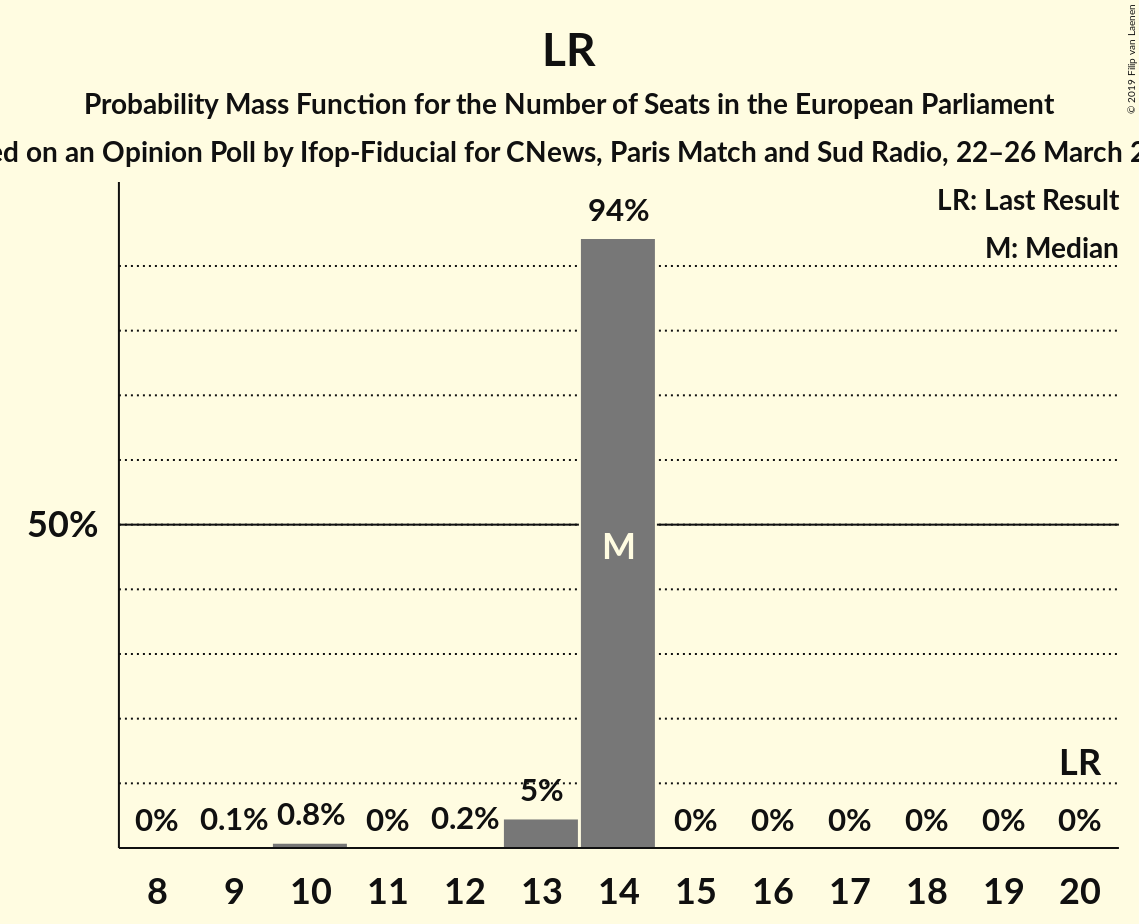 LR
Probability Mass Function for the Number of Seats in the European Parliament
on an Opinion Poll by Ifop-Fiducial for CNews, Paris Match and Sud Radio, 22–26 March
© 2019 Filip van Laenen
LR: Last Result
M: Median
94%
50%
M
LR
0% 0.1% 0.8% 0% 0.2% 5% 0% 0% 0% 0% 0% 0%
8 9 10 11 12 13 14 15 16 17 18 19 20